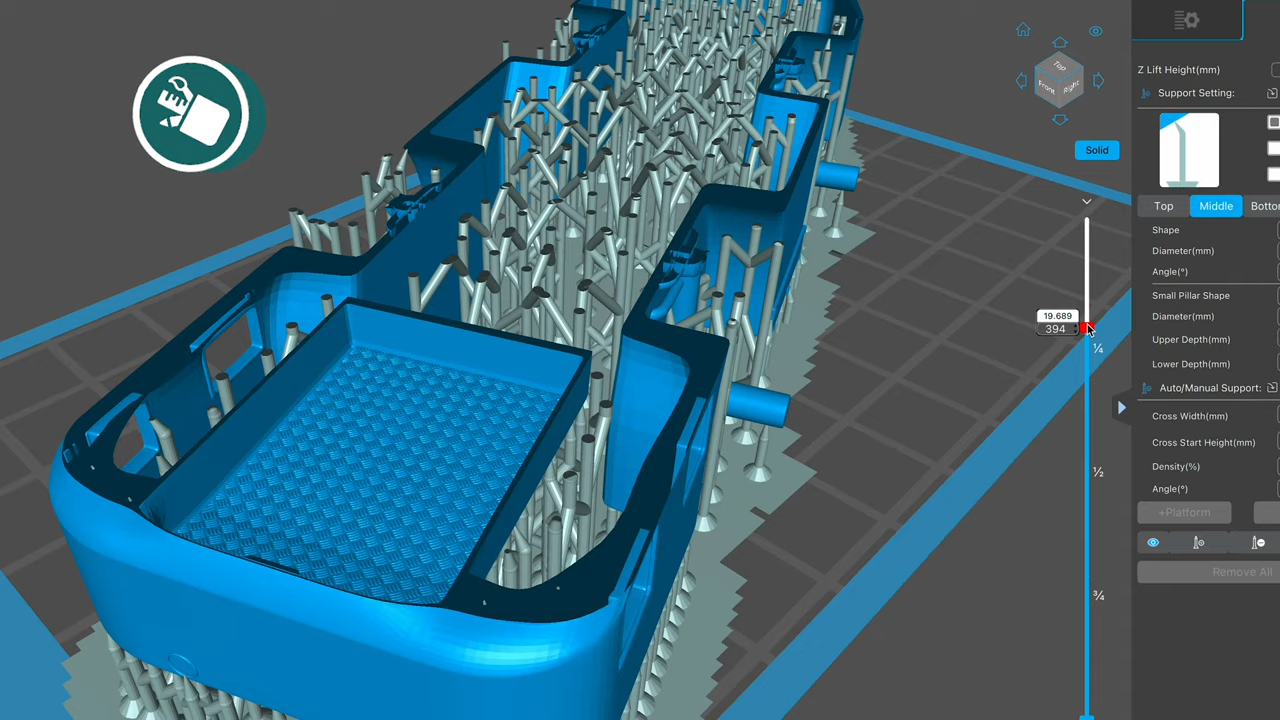 Top
Front
Right
Solid
19.689
394
¼
½
¾
Z Lift Height(mm)
Support Setting:
Top
Middle
Botto
Shape
Diameter(mm)
Angle(°)
Small Pillar Shape
Diameter(mm)
Upper Depth(mm)
Lower Depth(mm)
Auto/Manual Support:
Cross Width(mm)
Cross Start Height(mm)
Density(%)
Angle(°)
+Platform
Remove All